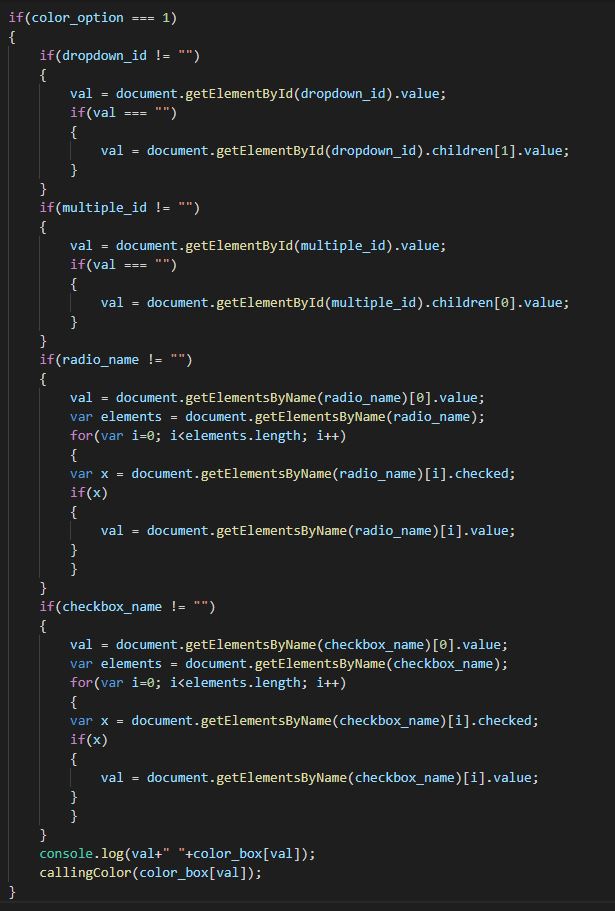 if(color_option === 1)
{
    if(dropdown_id != "")
    {
        val = document.getElementById(dropdown_id).value;
        if(val === "")
        {
            val = document.getElementById(dropdown_id).children[1].value;
        }
    }
    if(multiple_id != "")
    {
        val = document.getElementById(multiple_id).value;
        if(val === "")
        {
            val = document.getElementById(multiple_id).children[0].value;
        }
    }
    if(radio_name != "")
    {
        val = document.getElementsByName(radio_name)[0].value;
        var elements = document.getElementsByName(radio_name);
        for(var i=0; i<elements.length; i++)
        {
        var x = document.getElementsByName(radio_name)[i].checked;
        if(x)
        {
            val = document.getElementsByName(radio_name)[i].value;
        }
        }
    }
    if(checkbox_name != "")
    {
        val = document.getElementsByName(checkbox_name)[0].value;
        var elements = document.getElementsByName(checkbox_name);
        for(var i=0; i<elements.length; i++)
        {
        var x = document.getElementsByName(checkbox_name)[i].checked;
        if(x)
        {
            val = document.getElementsByName(checkbox_name)[i].value;
        }
        }
    }
    console.log(val+" "+color_box[val]);
    callingColor(color_box[val]);
}